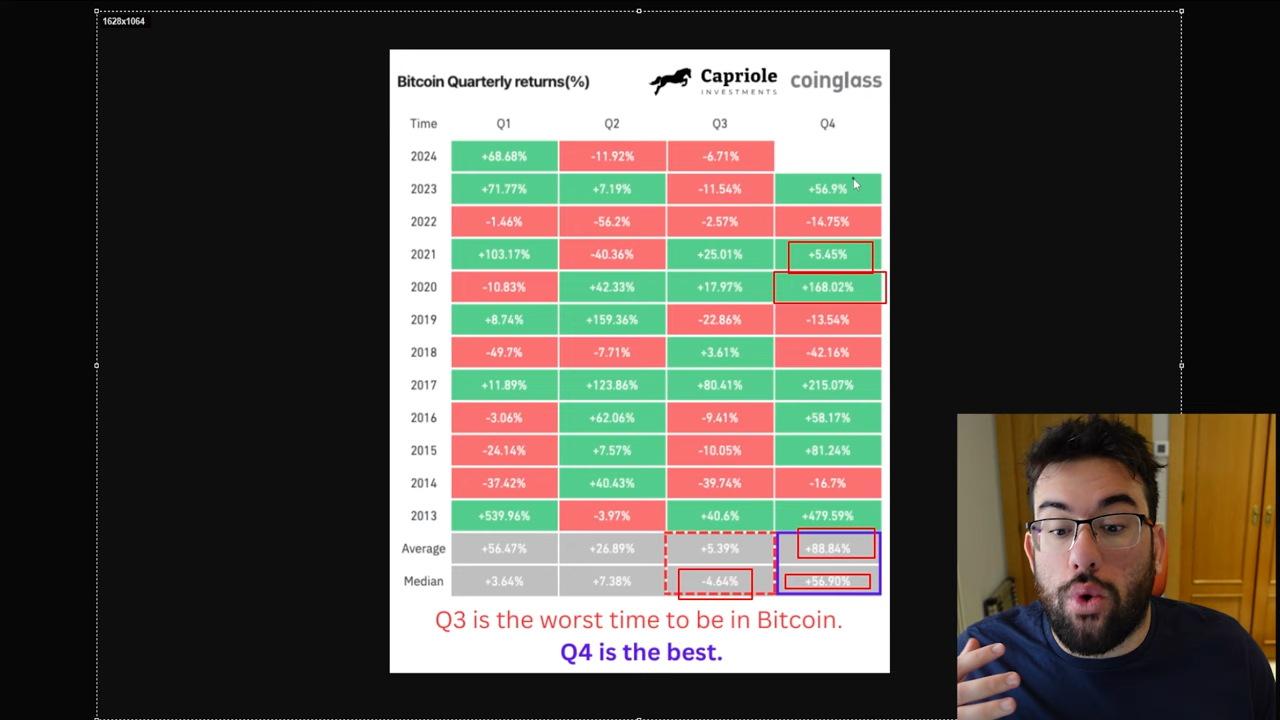 1628x1064
Bitcoin Quarterly returns(%)
Capriole
INVESTMENTS
coinglass
Time Q1 Q2 Q3 Q4
2024 +68.68% -11.92% -6.71%
2023 +71.77% +7.19% -11.54% +56.9%
2022 -1.46% -56.2% -2.57% -14.75%
2021 +103.17% -40.36% +25.01% +5.45%
2020 -10.83% +42.33% +17.97% +168.02%
2019 +8.74% +159.36% -22.86% -13.54%
2018 -49.7% -7.71% +3.61% -42.16%
2017 +11.89% +123.86% +80.41% +215.07%
2016 -3.06% +62.06% -9.41% +58.17%
2015 -24.14% +7.57% -10.05% +81.24%
2014 -37.42% +40.43% -39.74% -16.7%
2013 +539.96% -3.97% +40.6% +479.59%
Average +56.47% +26.89% +5.39% +88.84%
Median +3.64% +7.38% -4.64% +56.90%
Q3 is the worst time to be in Bitcoin.
Q4 is the best.